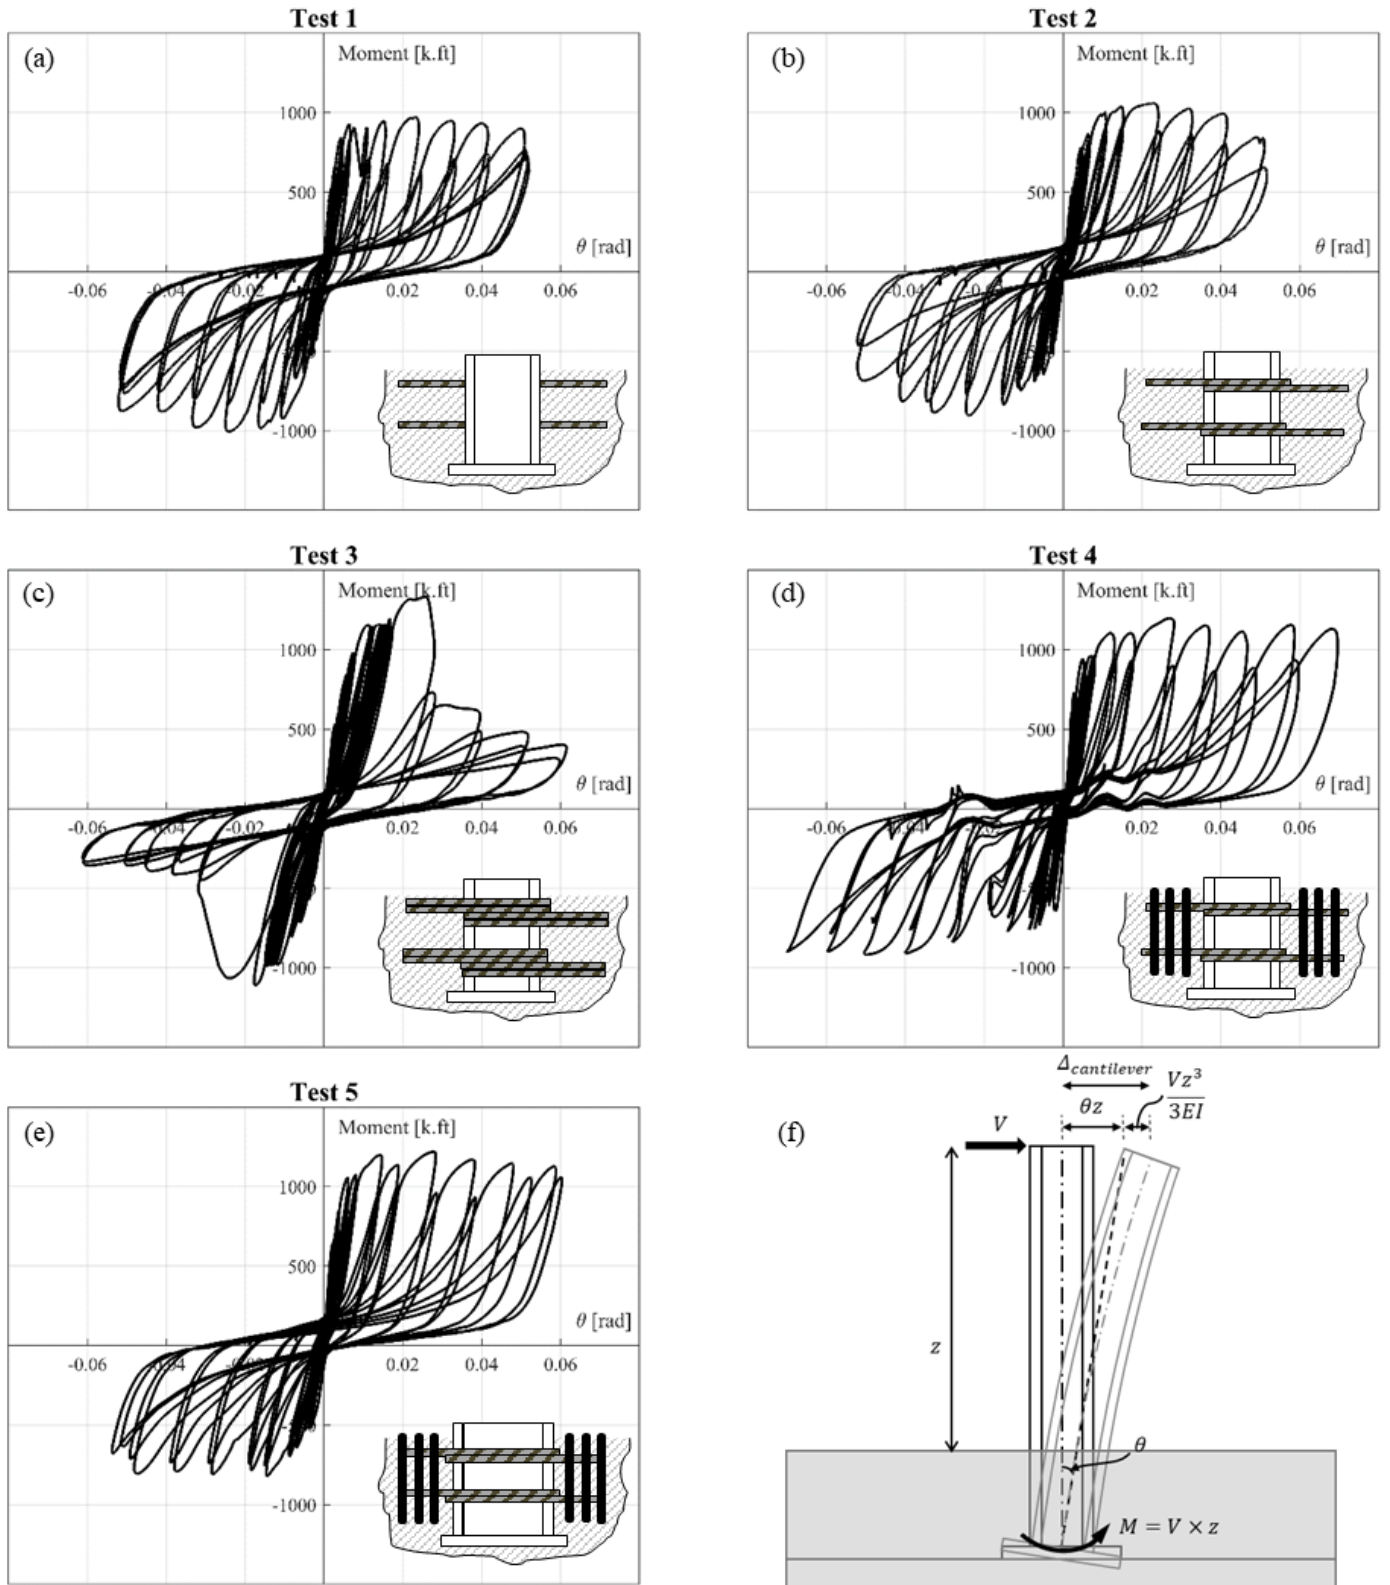 Test 1
(a)
Moment [k.ft]
1000
500
θ [rad]
-0.06
-0.04
-0.02
0.02
0.04
0.06
-1000
Test 2
(b)
Moment [k.ft]
1000
500
θ [rad]
-0.06
-0.04
0.02
0.04
0.06
-1000
Test 3
(c)
Moment [k.ft]
1000
500
θ [rad]
-0.06
-0.04
-0.02
0.02
0.04
0.06
-1000
Test 4
(d)
Moment [k.ft]
1000
500
θ [rad]
-0.06
0.02
0.04
0.06
-1000
Test 5
(e)
Moment [k.ft]
1000
500
θ [rad]
-0.06
0.02
0.04
0.06
-1000
(f)
Δcantilever
θz
Vz³/3EI
V
z
θ
M = V × z